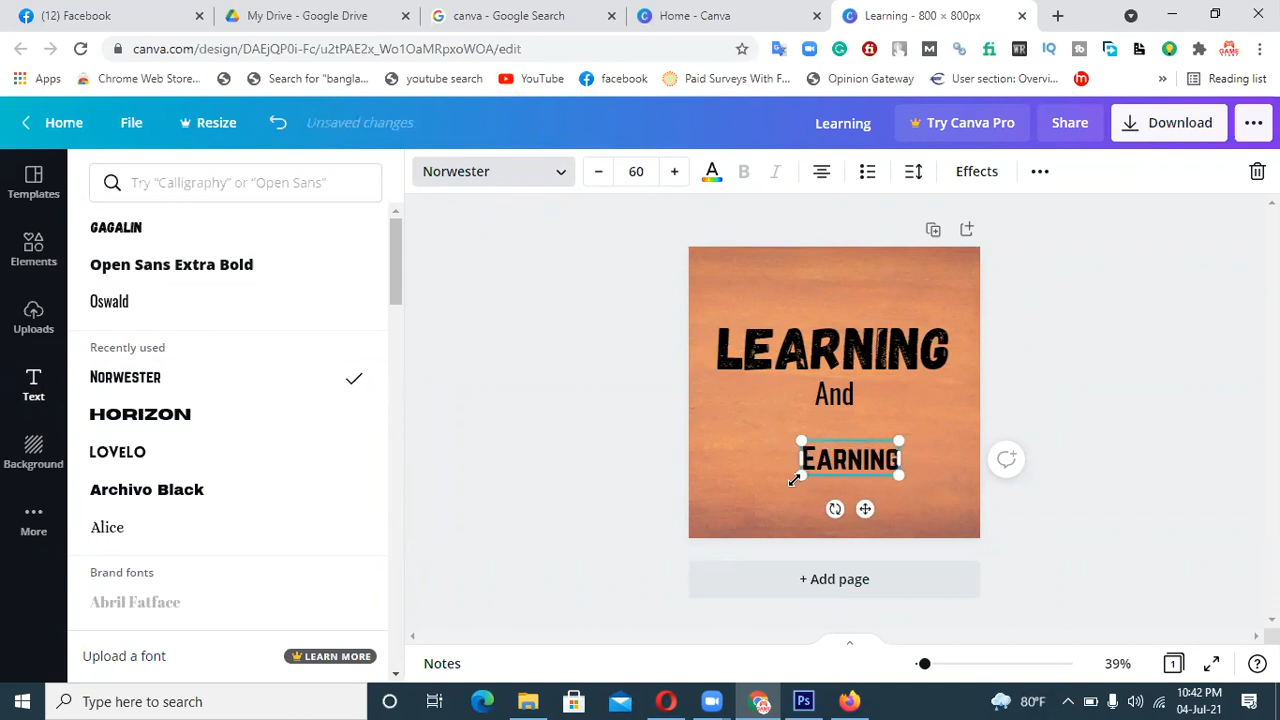 (12) Facebook
My Drive - Google Drive
canva - Google Search
Home - Canva
Learning - 800 × 800px
canva.com/design/DAEjQP0i-Fc/u2tPAE2x_Wo1OaMRpxoWOA/edit
Apps
Chrome Web Store...
Search for "bangla...
youtube search
YouTube
facebook
Paid Surveys With F...
Opinion Gateway
User section: Overvi...
»
Reading list
Home
File
Resize
Unsaved changes
Learning
Try Canva Pro
Share
Download
Templates
Elements
Uploads
Text
Background
More
Try "Calligraphy" or "Open Sans"
GAGALIN
Open Sans Extra Bold
Oswald
Recently used
NORWESTER
HORIZON
LOVELO
Archivo Black
Alice
Brand fonts
Abril Fatface
Upload a font
LEARN MORE
Norwester
60
A
B
I
Effects
LEARNING
And
EARNING
+ Add page
Notes
39%
1
Type here to search
80°F
10:42 PM
04-Jul-21